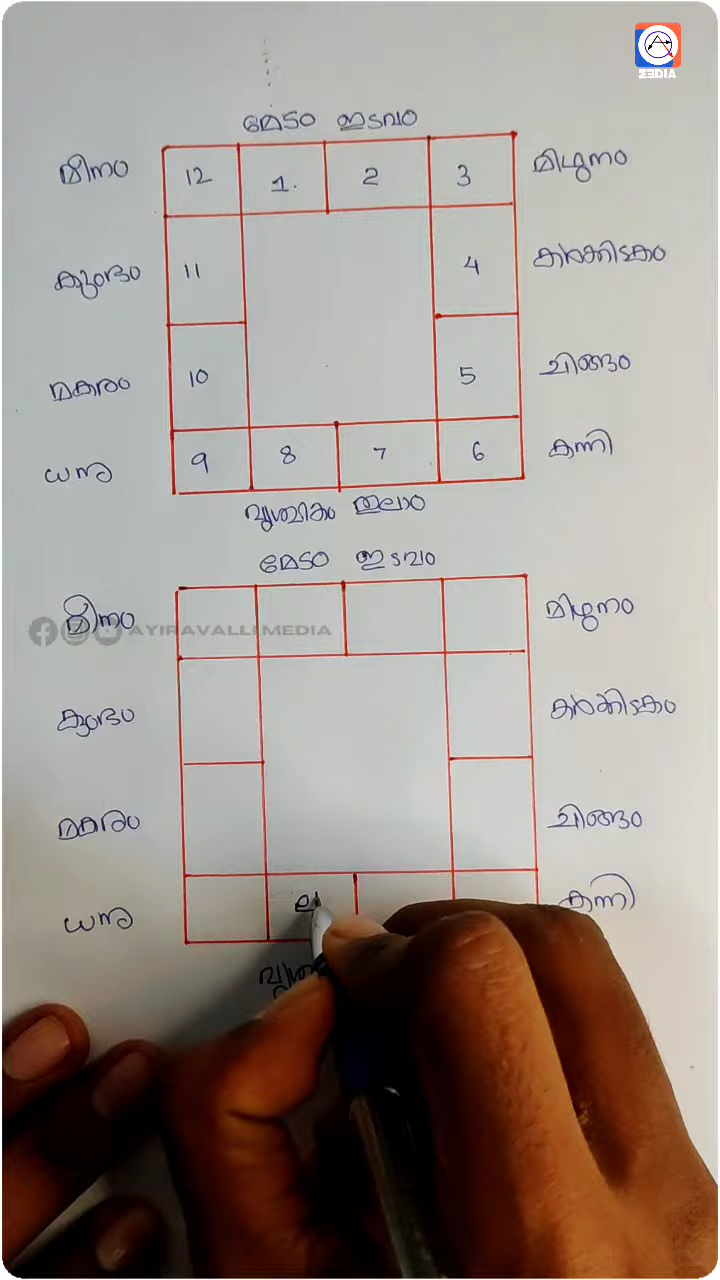 23DIA
മേടം ഇടവം
മീനം 12 1. 2 3 മിഥുനം
കുംഭം 11 4 കർക്കിടകം
മകരം 10 5 ചിങ്ങം
ധനു 9 8 7 6 കന്നി
വൃശ്ചികം തുലാം
മേടം ഇടവം
മീനം മിഥുനം
AYIRAVALLI MEDIA
കുംഭം കർക്കിടകം
മകരം ചിങ്ങം
ധനു ല കന്നി